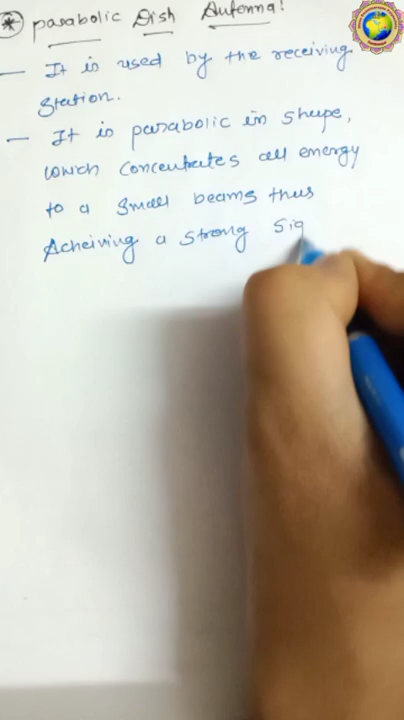 * parabolic Dish Antenna!
— It is used by the receiving
station.
— It is parabolic in shape,
which concentrates all energy
to a small beams thus
Acheiving a strong Sig